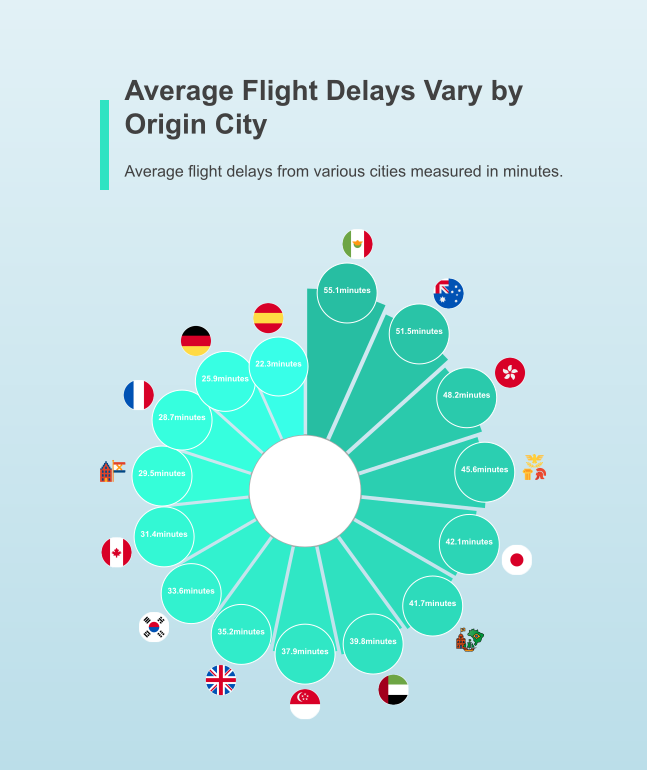 Average Flight Delays Vary by
Origin City
Average flight delays from various cities measured in minutes.
55.1minutes
51.5minutes
48.2minutes
45.6minutes
42.1minutes
41.7minutes
39.8minutes
37.9minutes
35.2minutes
33.6minutes
31.4minutes
29.5minutes
28.7minutes
25.9minutes
22.3minutes